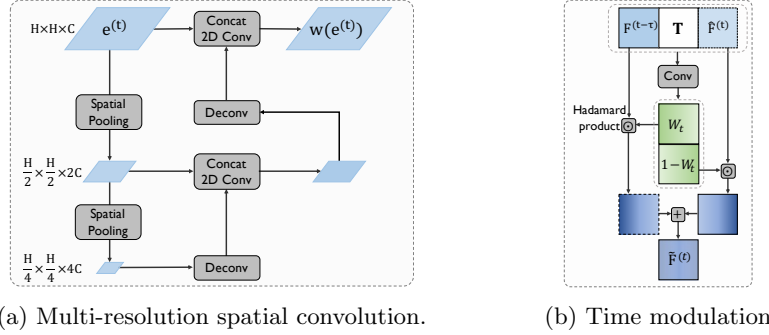 H×H×C
e^(t)
Concat
2D Conv
w(e^(t))
Spatial
Pooling
Deconv
H/2 × H/2 ×2C
Concat
2D Conv
Spatial
Pooling
H/4 × H/4 ×4C
Deconv
(a) Multi-resolution spatial convolution.
F^(t−τ)
T
f̂^(t)
Conv
Hadamard
product
⊙
W_t
1−W_t
⊙
+
F̃^(t)
(b) Time modulation